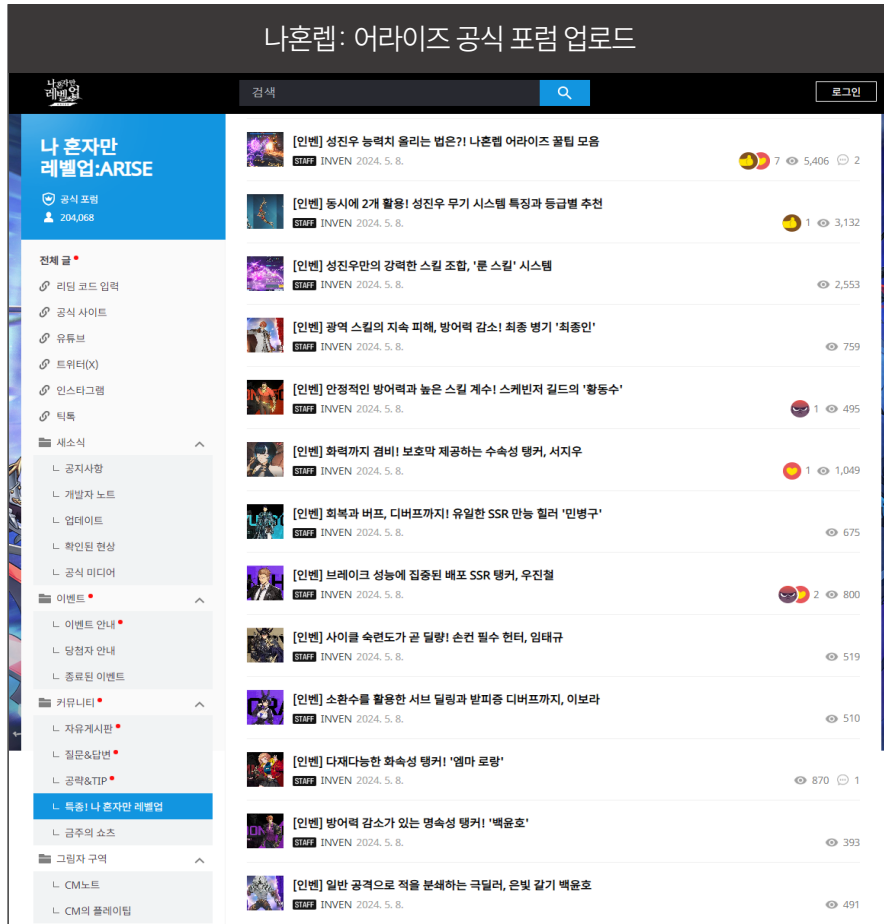 나혼렙: 어라이즈 공식 포럼 업로드
나 혼자만
레벨업
검색
로그인
나 혼자만
레벨업:ARISE
공식 포럼
204,068
전체 글
리딤 코드 입력
공식 사이트
유튜브
트위터(X)
인스타그램
틱톡
새소식
ㄴ 공지사항
ㄴ 개발자 노트
ㄴ 업데이트
ㄴ 확인된 현상
ㄴ 공식 미디어
이벤트
ㄴ 이벤트 안내
ㄴ 당첨자 안내
ㄴ 종료된 이벤트
커뮤니티
ㄴ 자유게시판
ㄴ 질문&답변
ㄴ 공략&TIP
ㄴ 특종! 나 혼자만 레벨업
ㄴ 금주의 쇼츠
그림자 구역
ㄴ CM노트
ㄴ CM의 플레이팁
[인벤] 성진우 능력치 올리는 법은?! 나혼렙 어라이즈 꿀팁 모음
STAFF INVEN 2024. 5. 8.
7 5,406 2
[인벤] 동시에 2개 활용! 성진우 무기 시스템 특징과 등급별 추천
STAFF INVEN 2024. 5. 8.
1 3,132
[인벤] 성진우만의 강력한 스킬 조합, '룬 스킬' 시스템
STAFF INVEN 2024. 5. 8.
2,553
[인벤] 광역 스킬의 지속 피해, 방어력 감소! 최종 병기 '최종인'
STAFF INVEN 2024. 5. 8.
759
[인벤] 안정적인 방어력과 높은 스킬 계수! 스케빈저 길드의 '황동수'
STAFF INVEN 2024. 5. 8.
1 495
[인벤] 화력까지 겸비! 보호막 제공하는 수속성 탱커, 서지우
STAFF INVEN 2024. 5. 8.
1 1,049
[인벤] 회복과 버프, 디버프까지! 유일한 SSR 만능 힐러 '민병구'
STAFF INVEN 2024. 5. 8.
675
[인벤] 브레이크 성능에 집중된 배포 SSR 탱커, 우진철
STAFF INVEN 2024. 5. 8.
2 800
[인벤] 사이클 숙련도가 곧 딜량! 손컨 필수 헌터, 임태규
STAFF INVEN 2024. 5. 8.
519
[인벤] 소환수를 활용한 서브 딜링과 받피증 디버프까지, 이보라
STAFF INVEN 2024. 5. 8.
510
[인벤] 다재다능한 화속성 탱커! '엠마 로랑'
STAFF INVEN 2024. 5. 8.
870 1
[인벤] 방어력 감소가 있는 명속성 탱커! '백윤호'
STAFF INVEN 2024. 5. 8.
393
[인벤] 일반 공격으로 적을 분쇄하는 극딜러, 은빛 갈기 백윤호
STAFF INVEN 2024. 5. 8.
491